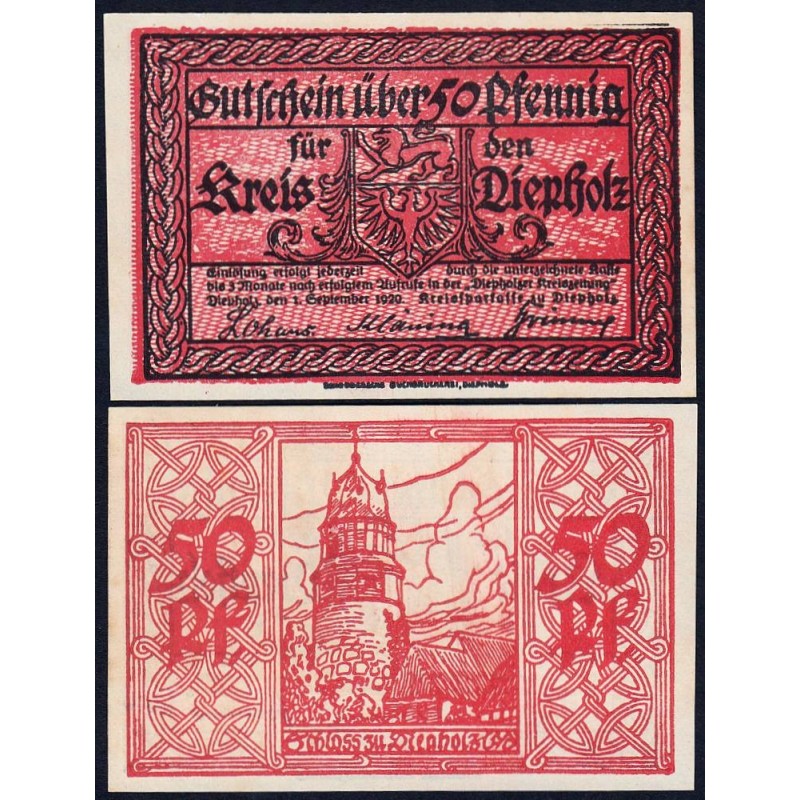 Gutschein über 50 Pfennig
für den
Kreis Diepholz
Einlösung erfolgt jederzeit durch die unterzeichnete Kasse
bis 3 Monate nach erfolgtem Aufrufe in der „Diepholzer Kreiszeitung“
Diepholz, den 1. September 1920. Kreissparkasse zu Diepholz.
BUCHDRUCKEREI, DIEPHOLZ.
50 Pf. 50 Pf.
Schloss zu Diepholz